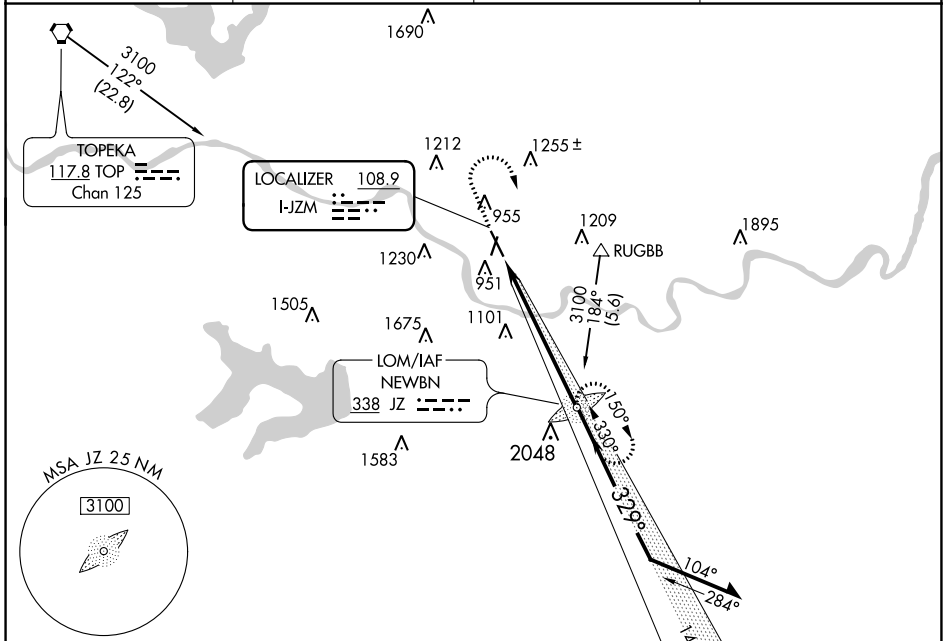 1690
3100
122°
(22.8)
TOPEKA
117.8 TOP
Chan 125
LOCALIZER 108.9
I-JZM
1212
1255 ±
955
1209
RUGBB
1895
1230
951
3100
184°
(5.6)
1505
1675
1101
LOM/IAF
NEWBN
338 JZ
150°
330°
2048
1583
MSA JZ 25 NM
3100
329°
104°
284°